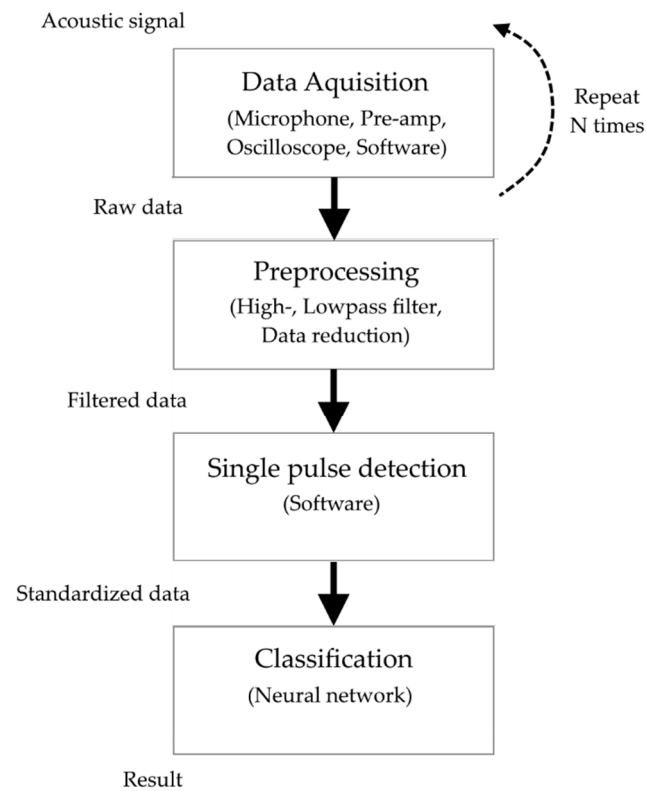 Acoustic signal
Data Aquisition
(Microphone, Pre-amp,
Oscilloscope, Software)
Repeat
N times
Raw data
Preprocessing
(High-, Lowpass filter,
Data reduction)
Filtered data
Single pulse detection
(Software)
Standardized data
Classification
(Neural network)
Result